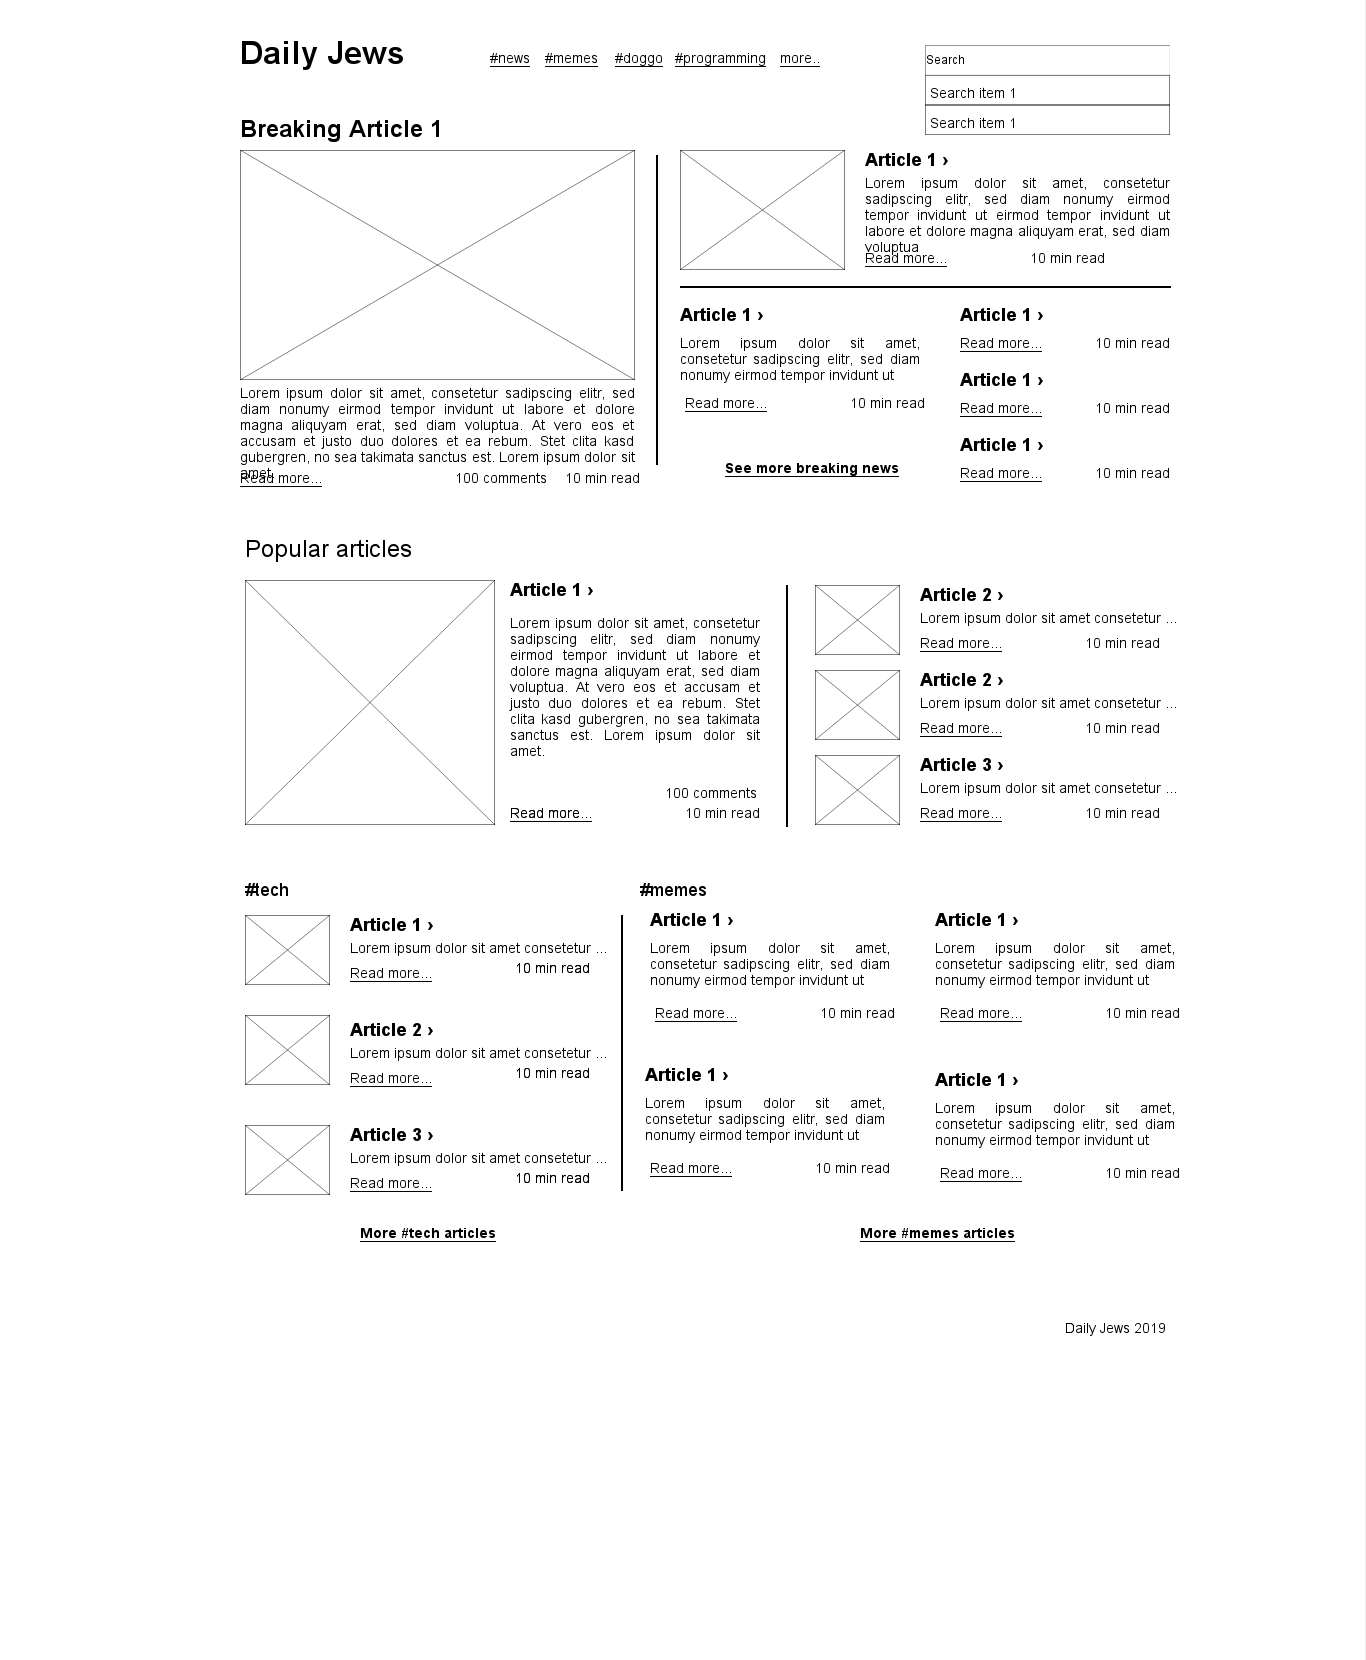 Daily Jews
#news #memes #doggo #programming more..
Search
Search item 1
Search item 1
Breaking Article 1
Lorem ipsum dolor sit amet, consetetur sadipscing elitr, sed
diam nonumy eirmod tempor invidunt ut labore et dolore
magna aliquyam erat, sed diam voluptua. At vero eos et
accusam et justo duo dolores et ea rebum. Stet clita kasd
gubergren, no sea takimata sanctus est. Lorem ipsum dolor sit
amet.
Read more... 100 comments 10 min read
Article 1 ›
Lorem ipsum dolor sit amet, consetetur
sadipscing elitr, sed diam nonumy eirmod
tempor invidunt ut eirmod tempor invidunt ut
labore et dolore magna aliquyam erat, sed diam
voluptua
Read more... 10 min read
Article 1 ›
Lorem ipsum dolor sit amet,
consetetur sadipscing elitr, sed diam
nonumy eirmod tempor invidunt ut
Read more... 10 min read
See more breaking news
Article 1 ›
Read more... 10 min read
Article 1 ›
Read more... 10 min read
Article 1 ›
Read more... 10 min read
Popular articles
Article 1 ›
Lorem ipsum dolor sit amet, consetetur
sadipscing elitr, sed diam nonumy
eirmod tempor invidunt ut labore et
dolore magna aliquyam erat, sed diam
voluptua. At vero eos et accusam et
justo duo dolores et ea rebum. Stet
clita kasd gubergren, no sea takimata
sanctus est. Lorem ipsum dolor sit
amet.
100 comments
Read more... 10 min read
Article 2 ›
Lorem ipsum dolor sit amet consetetur ...
Read more... 10 min read
Article 2 ›
Lorem ipsum dolor sit amet consetetur ...
Read more... 10 min read
Article 3 ›
Lorem ipsum dolor sit amet consetetur ...
Read more... 10 min read
#tech
Article 1 ›
Lorem ipsum dolor sit amet consetetur ...
Read more... 10 min read
Article 2 ›
Lorem ipsum dolor sit amet consetetur ...
Read more... 10 min read
Article 3 ›
Lorem ipsum dolor sit amet consetetur ...
Read more... 10 min read
More #tech articles
#memes
Article 1 ›
Lorem ipsum dolor sit amet,
consetetur sadipscing elitr, sed diam
nonumy eirmod tempor invidunt ut
Read more... 10 min read
Article 1 ›
Lorem ipsum dolor sit amet,
consetetur sadipscing elitr, sed diam
nonumy eirmod tempor invidunt ut
Read more... 10 min read
Article 1 ›
Lorem ipsum dolor sit amet,
consetetur sadipscing elitr, sed diam
nonumy eirmod tempor invidunt ut
Read more... 10 min read
Article 1 ›
Lorem ipsum dolor sit amet,
consetetur sadipscing elitr, sed diam
nonumy eirmod tempor invidunt ut
Read more... 10 min read
More #memes articles
Daily Jews 2019